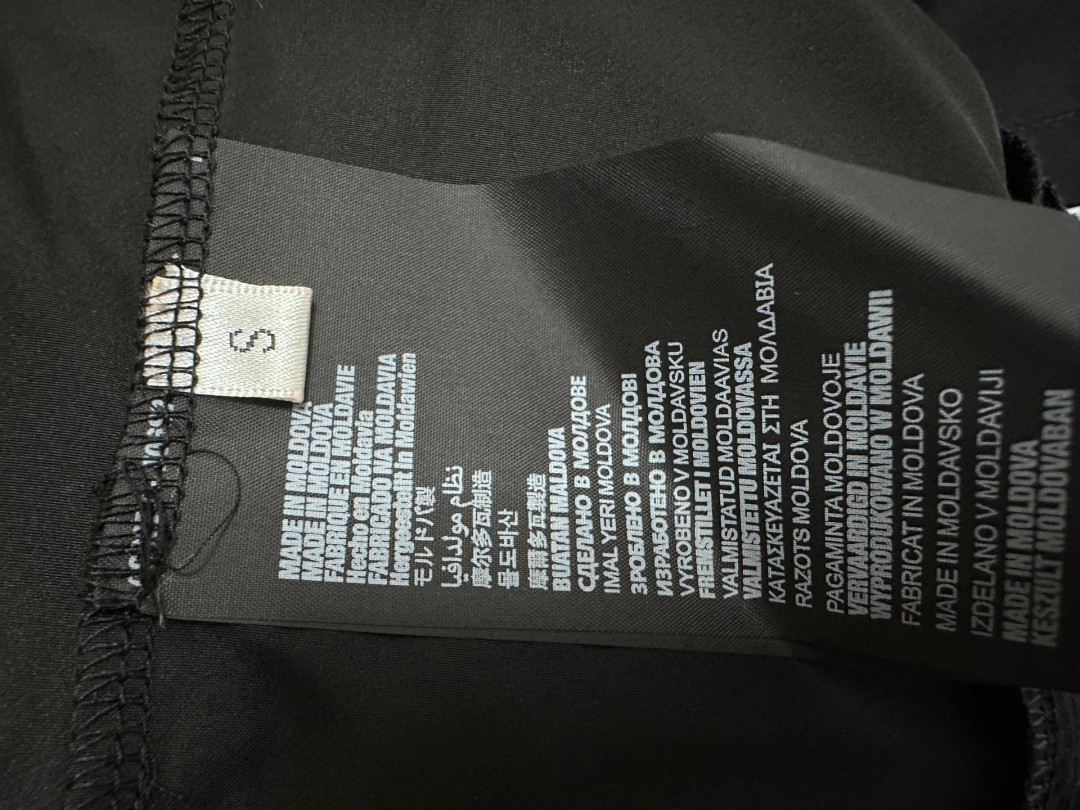 S
MADE IN MOLDOVA
MADE IN MOLDOVA
FABRIQUE EN MOLDAVIE
Hecho en Moldavia
FABRICADO NA MOLDAVIA
Hergestellt in Moldawien
モルドバ製
نظام مولدافيا
摩尔多瓦制造
몰도바산
摩爾多瓦製造
BUATAN MALDOVA
СДЕЛАНО В МОЛДОВЕ
IMAL YERI MOLDOVA
ЗРОБЛЕНО В МОЛДОВІ
ИЗРАБОТЕНО В МОЛДОВА
VYROBENO V MOLDAVSKU
FREMSTILLET I MOLDOVIEN
VALMISTATUD MOLDAAVIAS
VALMISTETTU MOLDOVASSA
ΚΑΤΑΣΚΕΥΑΖΕΤΑΙ ΣΤΗ ΜΟΛΔΑΒΙΑ
RAZOTS MOLDOVA
PAGAMINTA MOLDOVOJE
VERVAARDIGD IN MOLDAVIE
WYPRODUKOWANO W MOLDAWII
FABRICAT IN MOLDOVA
MADE IN MOLDAVSKO
IZDELANO V MOLDAVIJI
MADE IN MOLDOVA
KESZULT MOLDOVABAN